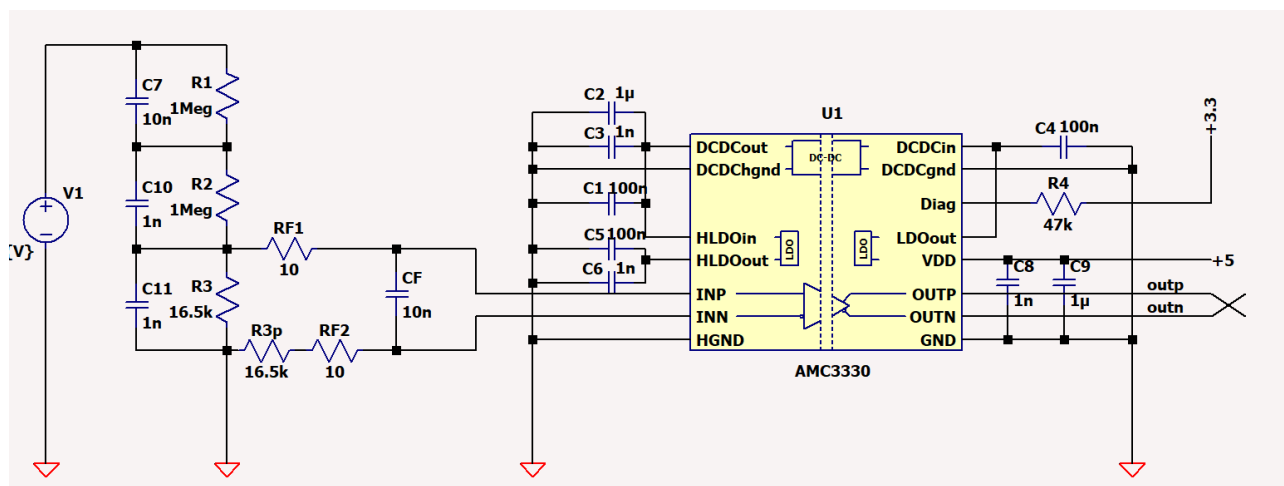 V1
{V}
C7
10n
R1
1Meg
C10
1n
R2
1Meg
C11
1n
R3
16.5k
RF1
10
R3p
16.5k
RF2
10
CF
10n
C2 1µ
C3 1n
C1 100n
C5 100n
C6 1n
U1
DCDCout
DCDChgnd
HLDOin
HLDOout
INP
INN
HGND
DC-DC
LDO
LDO
DCDCin
DCDCgnd
Diag
LDOout
VDD
OUTP
OUTN
GND
AMC3330
C4 100n
R4
47k
+3.3
C8
1n
C9
1µ
+5
outp
outn